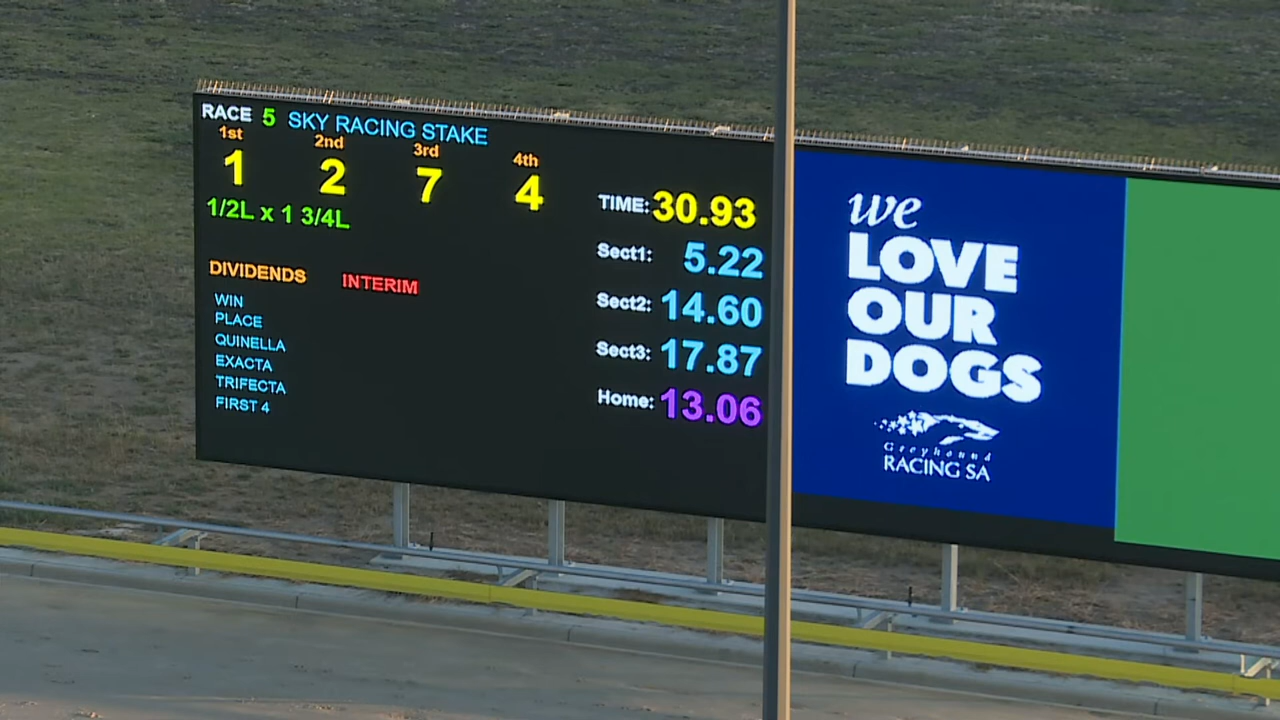 RACE 5 SKY RACING STAKE
1st 2nd 3rd 4th
1 2 7 4
1/2L x 1 3/4L
TIME: 30.93
Sect1: 5.22
Sect2: 14.60
Sect3: 17.87
Home: 13.06
DIVIDENDS INTERIM
WIN
PLACE
QUINELLA
EXACTA
TRIFECTA
FIRST 4
we
LOVE
OUR
DOGS
Greyhound
RACING SA